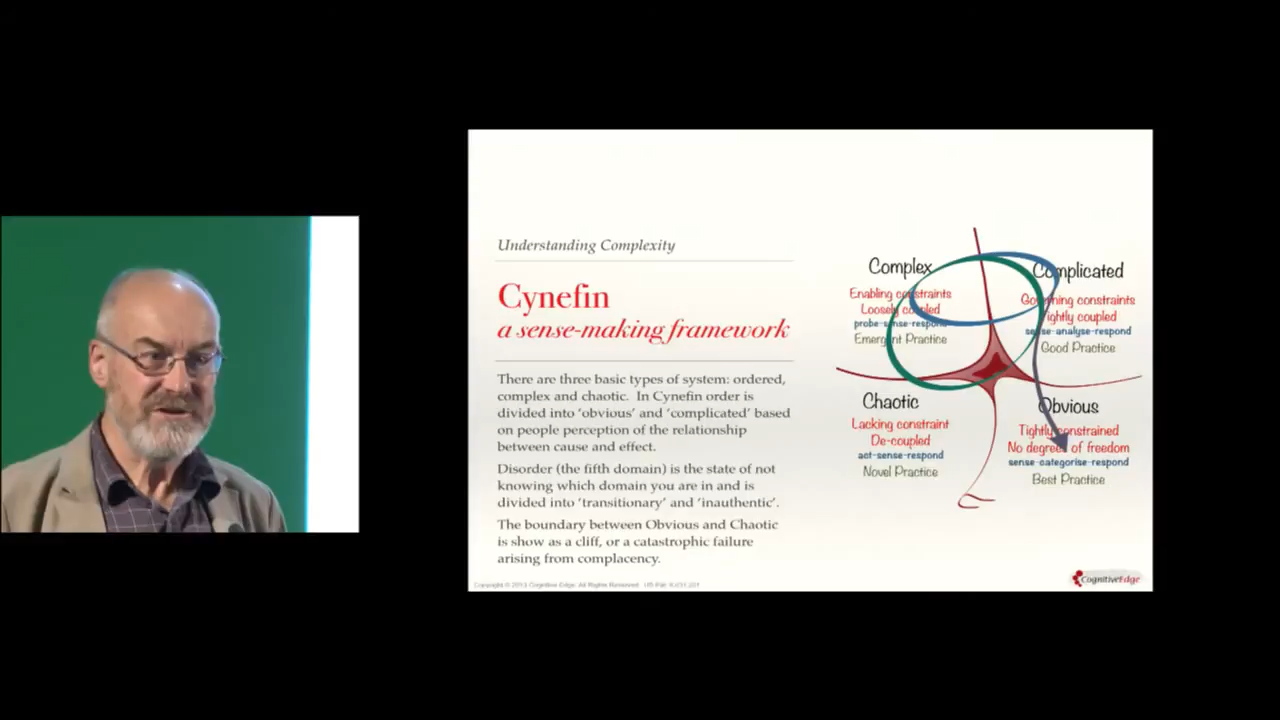 Understanding Complexity
Cynefin
a sense-making framework
There are three basic types of system: ordered,
complex and chaotic. In Cynefin order is
divided into 'obvious' and 'complicated' based
on people perception of the relationship
between cause and effect.
Disorder (the fifth domain) is the state of not
knowing which domain you are in and is
divided into 'transitionary' and 'inauthentic'.
The boundary between Obvious and Chaotic
is show as a cliff, or a catastrophic failure
arising from complacency.
Complex
Enabling constraints
Loosely coupled
probe-sense-respond
Emergent Practice
Complicated
Governing constraints
Tightly coupled
sense-analyse-respond
Good Practice
Chaotic
Lacking constraint
De-coupled
act-sense-respond
Novel Practice
Obvious
Tightly constrained
No degrees of freedom
sense-categorise-respond
Best Practice
Cognitive Edge. All Rights Reserved.
CognitiveEdge